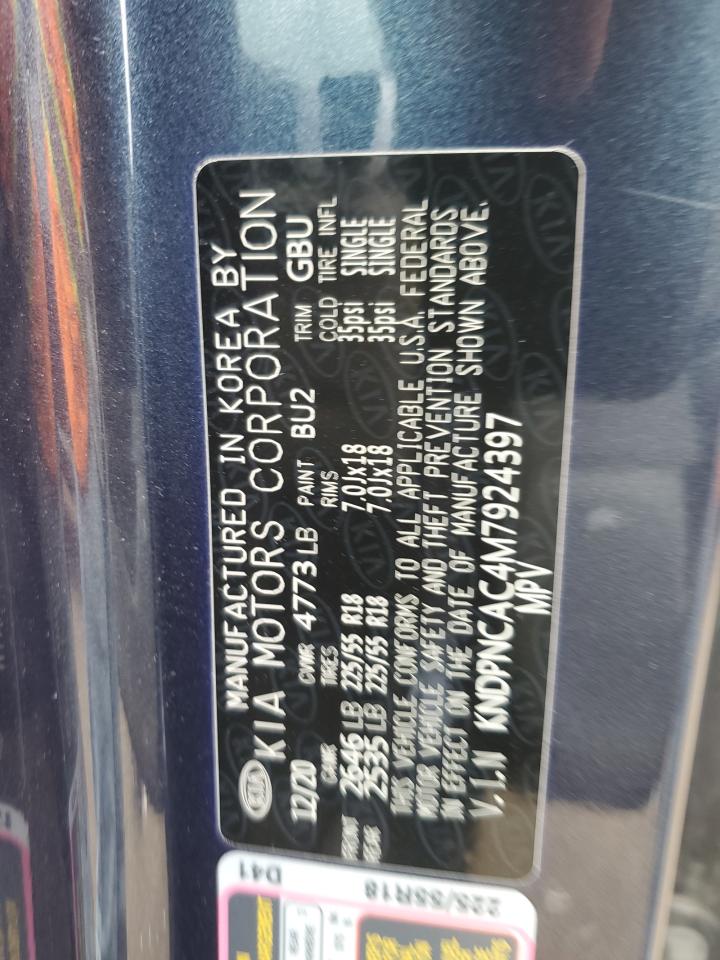 KIA
MANUFACTURED IN KOREA BY
KIA MOTORS CORPORATION
12/20 GVWR 4773 LB PAINT BU2 TRIM GBU
GAWR TIRES RIMS COLD TIRE INFL
FRONT 2646 LB 225/55 R18 7.0Jx18 35psi SINGLE
REAR 2535 LB 225/55 R18 7.0Jx18 35psi SINGLE
THIS VEHICLE CONFORMS TO ALL APPLICABLE U.S.A. FEDERAL
MOTOR VEHICLE SAFETY AND THEFT PREVENTION STANDARDS
IN EFFECT ON THE DATE OF MANUFACTURE SHOWN ABOVE.
V.I.N KNDPNCAC4M7924397
MPV
D41
225/55R18